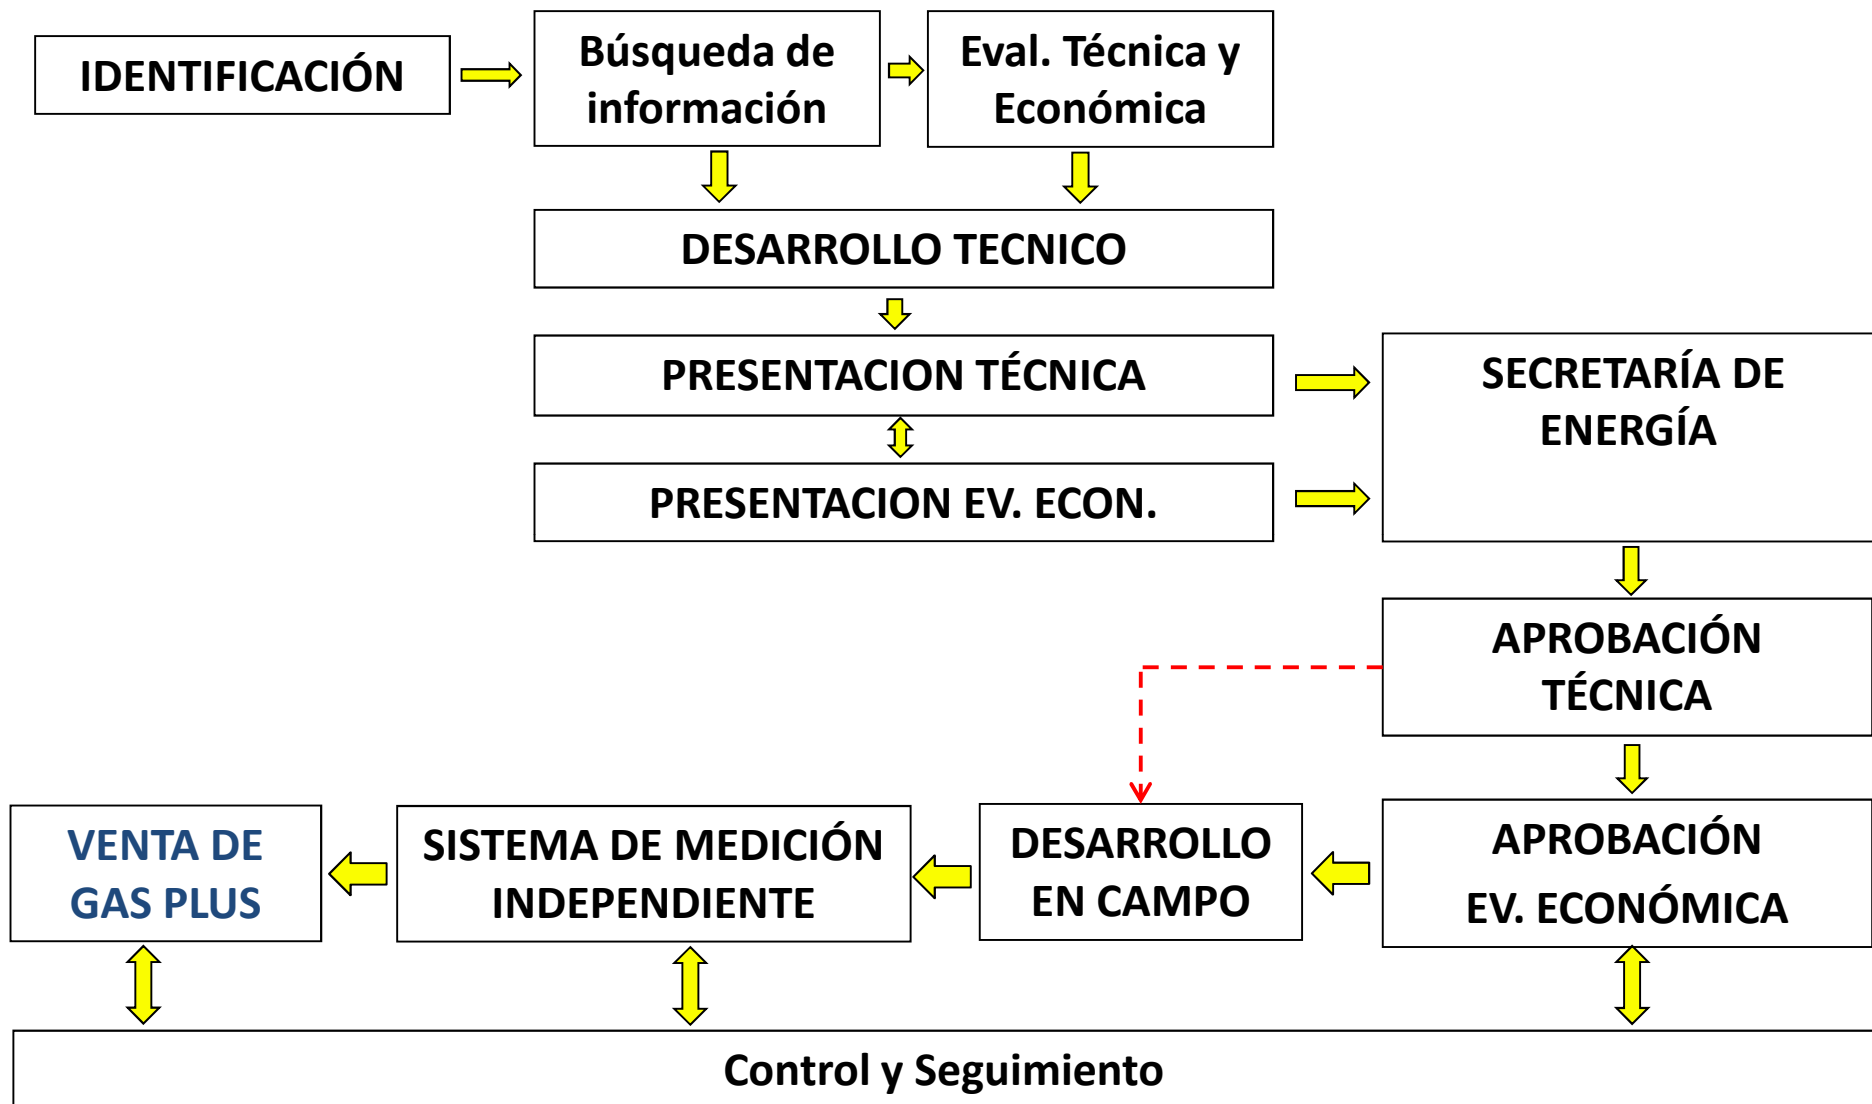 IDENTIFICACIÓN
Búsqueda de
información
Eval. Técnica y
Económica
DESARROLLO TECNICO
PRESENTACION TÉCNICA
SECRETARÍA DE
ENERGÍA
PRESENTACION EV. ECON.
APROBACIÓN
TÉCNICA
VENTA DE
GAS PLUS
SISTEMA DE MEDICIÓN
INDEPENDIENTE
DESARROLLO
EN CAMPO
APROBACIÓN
EV. ECONÓMICA
Control y Seguimiento